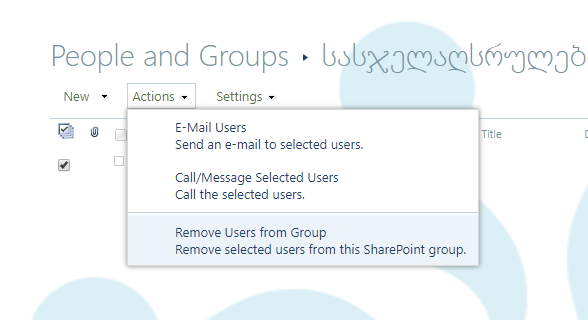 People and Groups ▸ სასჯელაღსრულებ
New Actions Settings
Title
E-Mail Users
Send an e-mail to selected users.
Call/Message Selected Users
Call the selected users.
Remove Users from Group
Remove selected users from this SharePoint group.